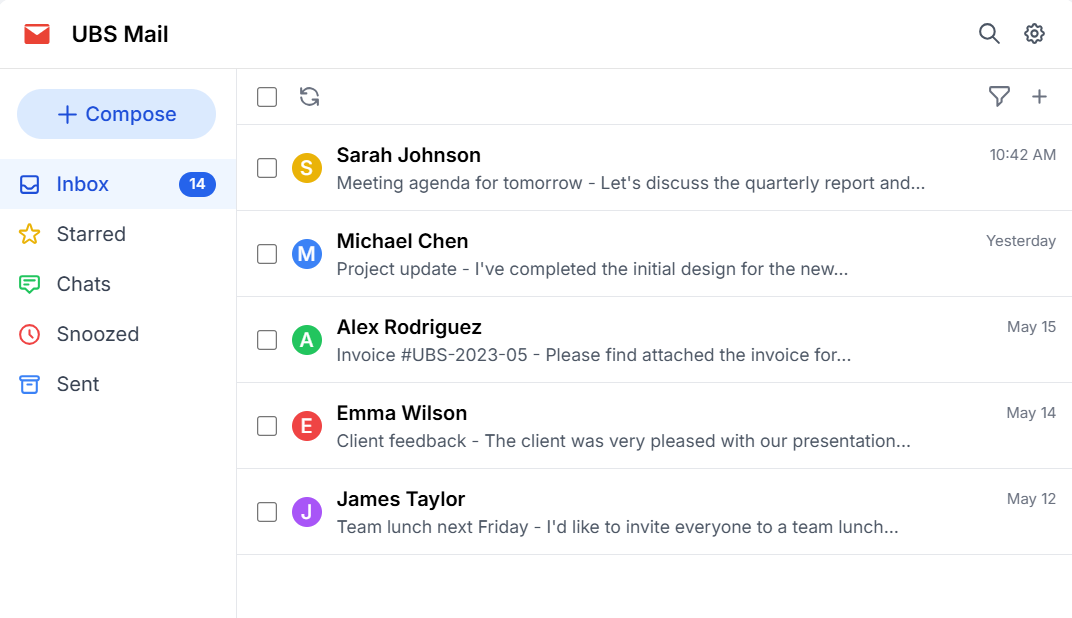 UBS Mail
Compose
Inbox 14
Starred
Chats
Snoozed
Sent
S Sarah Johnson 10:42 AM
Meeting agenda for tomorrow - Let's discuss the quarterly report and...
M Michael Chen Yesterday
Project update - I've completed the initial design for the new...
A Alex Rodriguez May 15
Invoice #UBS-2023-05 - Please find attached the invoice for...
E Emma Wilson May 14
Client feedback - The client was very pleased with our presentation...
J James Taylor May 12
Team lunch next Friday - I'd like to invite everyone to a team lunch...